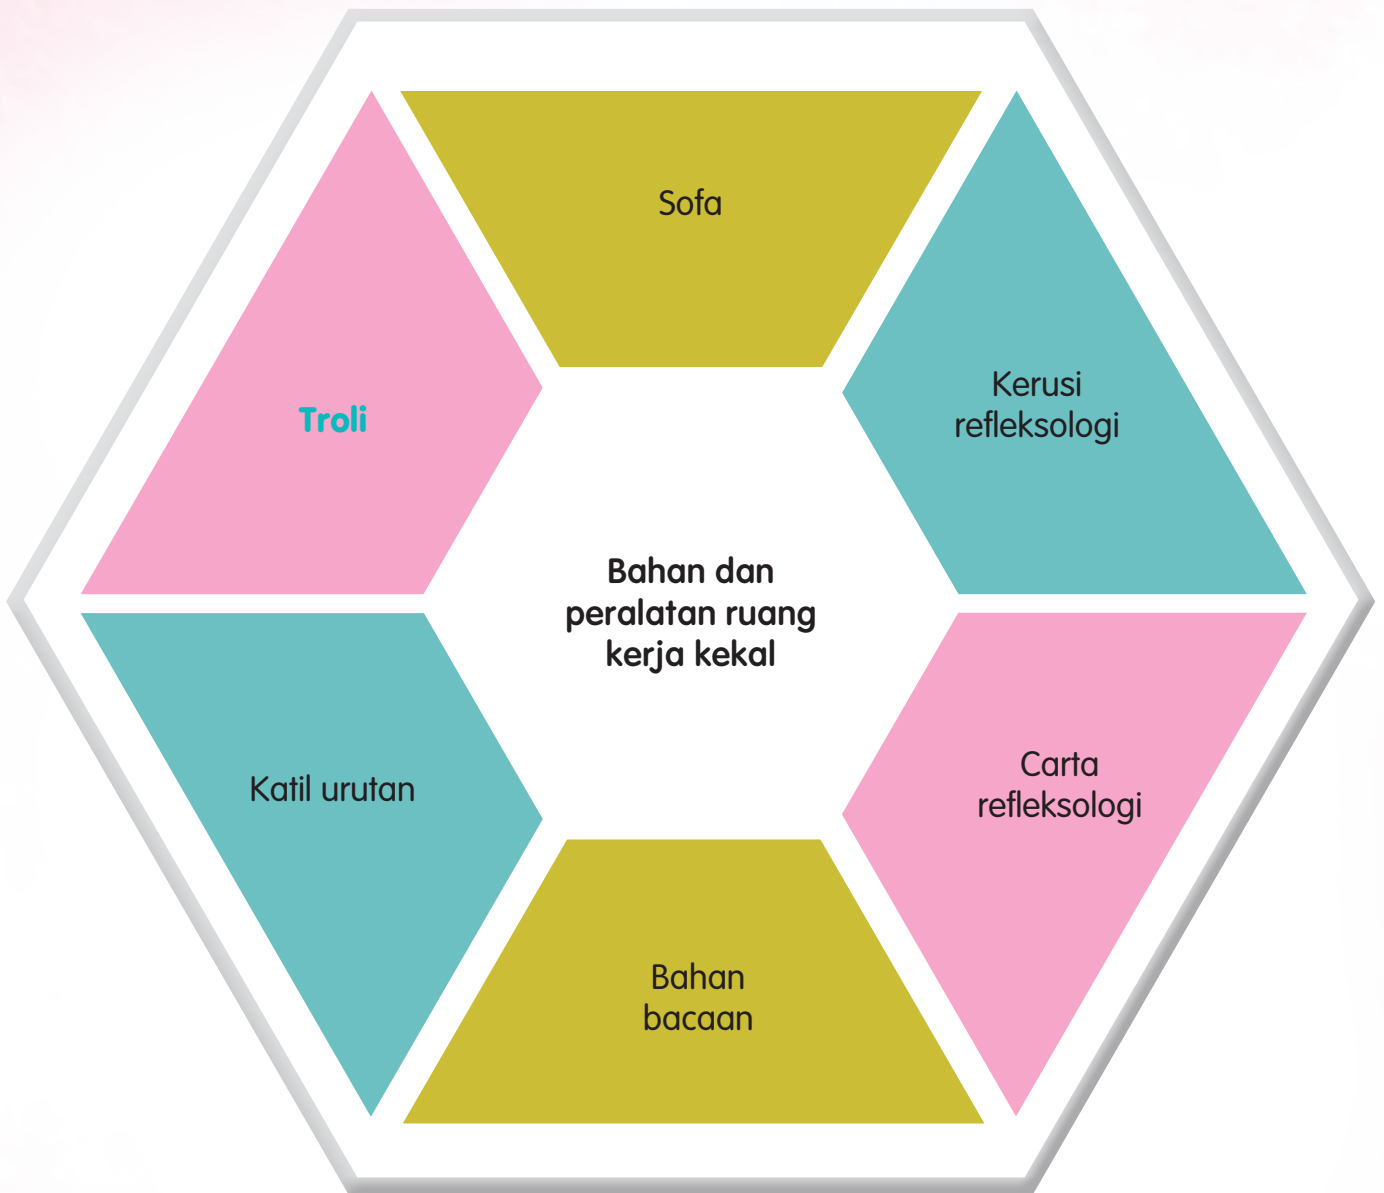 Sofa
Kerusi
refleksologi
Troli
Bahan dan
peralatan ruang
kerja kekal
Carta
refleksologi
Katil urutan
Bahan
bacaan